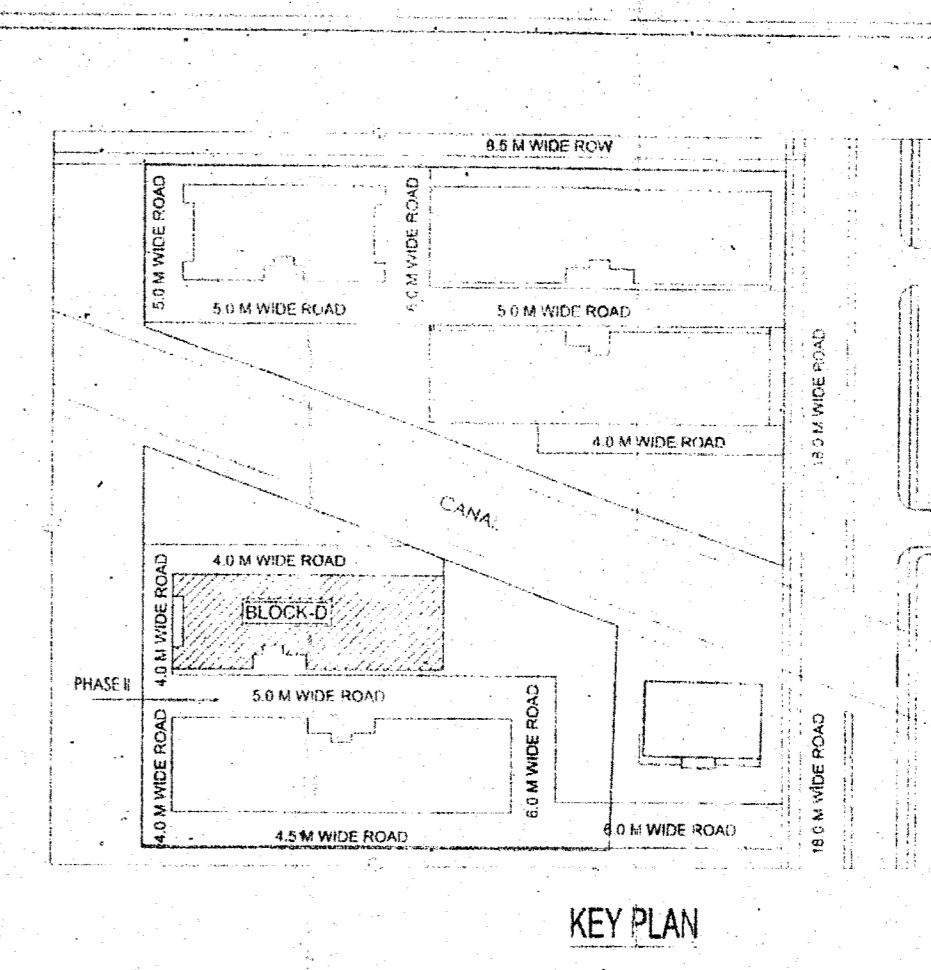 8.5 M WIDE ROW
5.0 M WIDE ROAD
6.0 M WIDE ROAD
5.0 M WIDE ROAD
5.0 M WIDE ROAD
18.0 M WIDE ROAD
4.0 M WIDE ROAD
CANAL
4.0 M WIDE ROAD
4.0 M WIDE ROAD
BLOCK-D
PHASE II
5.0 M WIDE ROAD
6.0 M WIDE ROAD
4.0 M WIDE ROAD
18.0 M WIDE ROAD
4.5 M WIDE ROAD
6.0 M WIDE ROAD
KEY PLAN